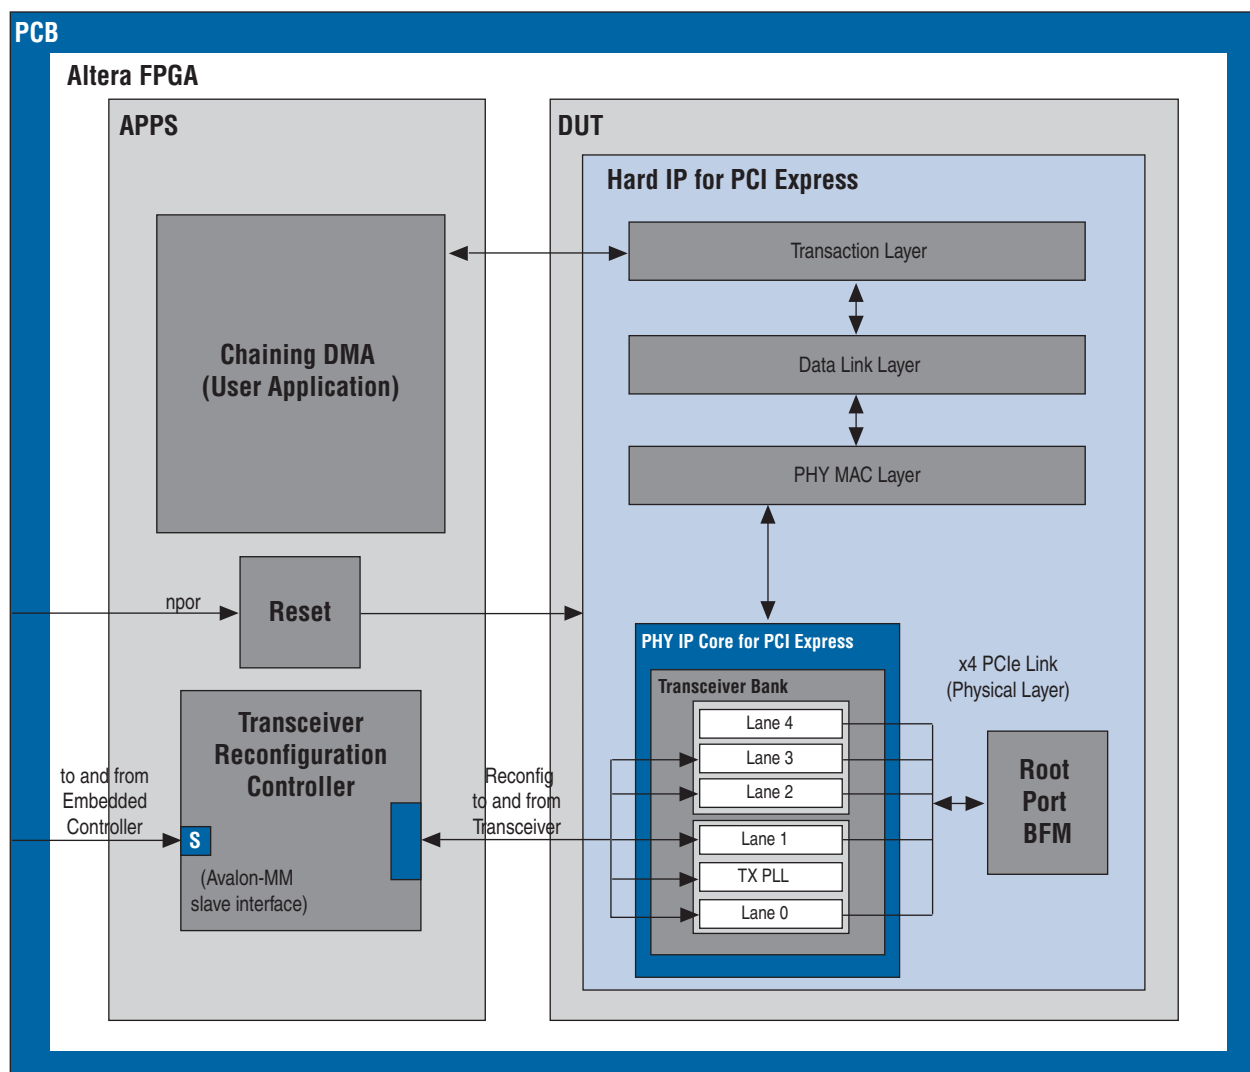 PCB
Altera FPGA
APPS
Chaining DMA
(User Application)
npor
Reset
Transceiver
Reconfiguration
Controller
to and from
Embedded
Controller
S
(Avalon-MM
slave interface)
Reconfig
to and from
Transceiver
DUT
Hard IP for PCI Express
Transaction Layer
Data Link Layer
PHY MAC Layer
PHY IP Core for PCI Express
Transceiver Bank
Lane 4
Lane 3
Lane 2
Lane 1
TX PLL
Lane 0
x4 PCIe Link
(Physical Layer)
Root
Port
BFM